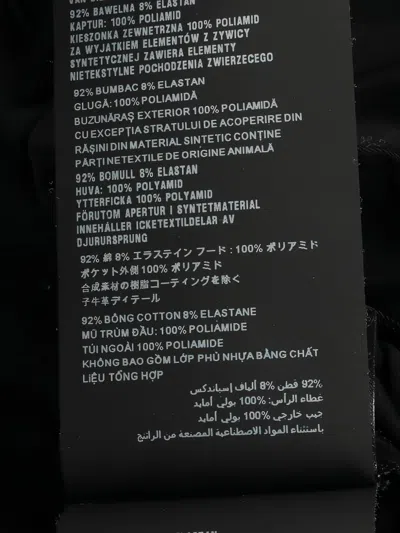 92% BAWEŁNA 8% ELASTAN
KAPTUR: 100% POLIAMID
KIESZONKA ZEWNETRZNA 100% POLIAMID
ZA WYJATKIEM ELEMENTÓW Z ZYWICY
SYNTETYCZNEJ ZAWIERA ELEMENTY
NIETEKSTYLNE POCHODZENIA ZWIERZECEGO
92% BUMBAC 8% ELASTAN
GLUGĂ: 100% POLIAMIDĂ
BUZUNĂRAȘ EXTERIOR 100% POLIAMIDĂ
CU EXCEPȚIA STRATULUI DE ACOPERIRE DIN
RĂȘINI DIN MATERIAL SINTETIC CONȚINE
PĂRȚI NETEXTILE DE ORIGINE ANIMALĂ
92% BOMULL 8% ELASTAN
HUVA: 100% POLYAMID
YTTERFICKA 100% POLYAMID
FÖRUTOM APERTUR I SYNTETMATERIAL
INNEHÅLLER ICKETEXTILDELAR AV
DJURURSPRUNG
92% 綿 8% エラスティン フード : 100% ポリアミド
ポケット外側 100% ポリアミド
合成素材の樹脂コーティングを除く
子牛革ディテール
92% BÔNG COTTON 8% ELASTANE
MŨ TRÙM ĐẦU: 100% POLIAMIDE
TÚI NGOÀI 100% POLIAMIDE
KHÔNG BAO GỒM LỚP PHỦ NHỰA BẰNG CHẤT
LIỆU TỔNG HỢP
92% قطن 8% ألياف إسباندكس
غطاء الرأس: 100% بولي أمايد
جيب خارجي 100% بولي أمايد
باستثناء المواد الاصطناعية المصنعة من الراتنج